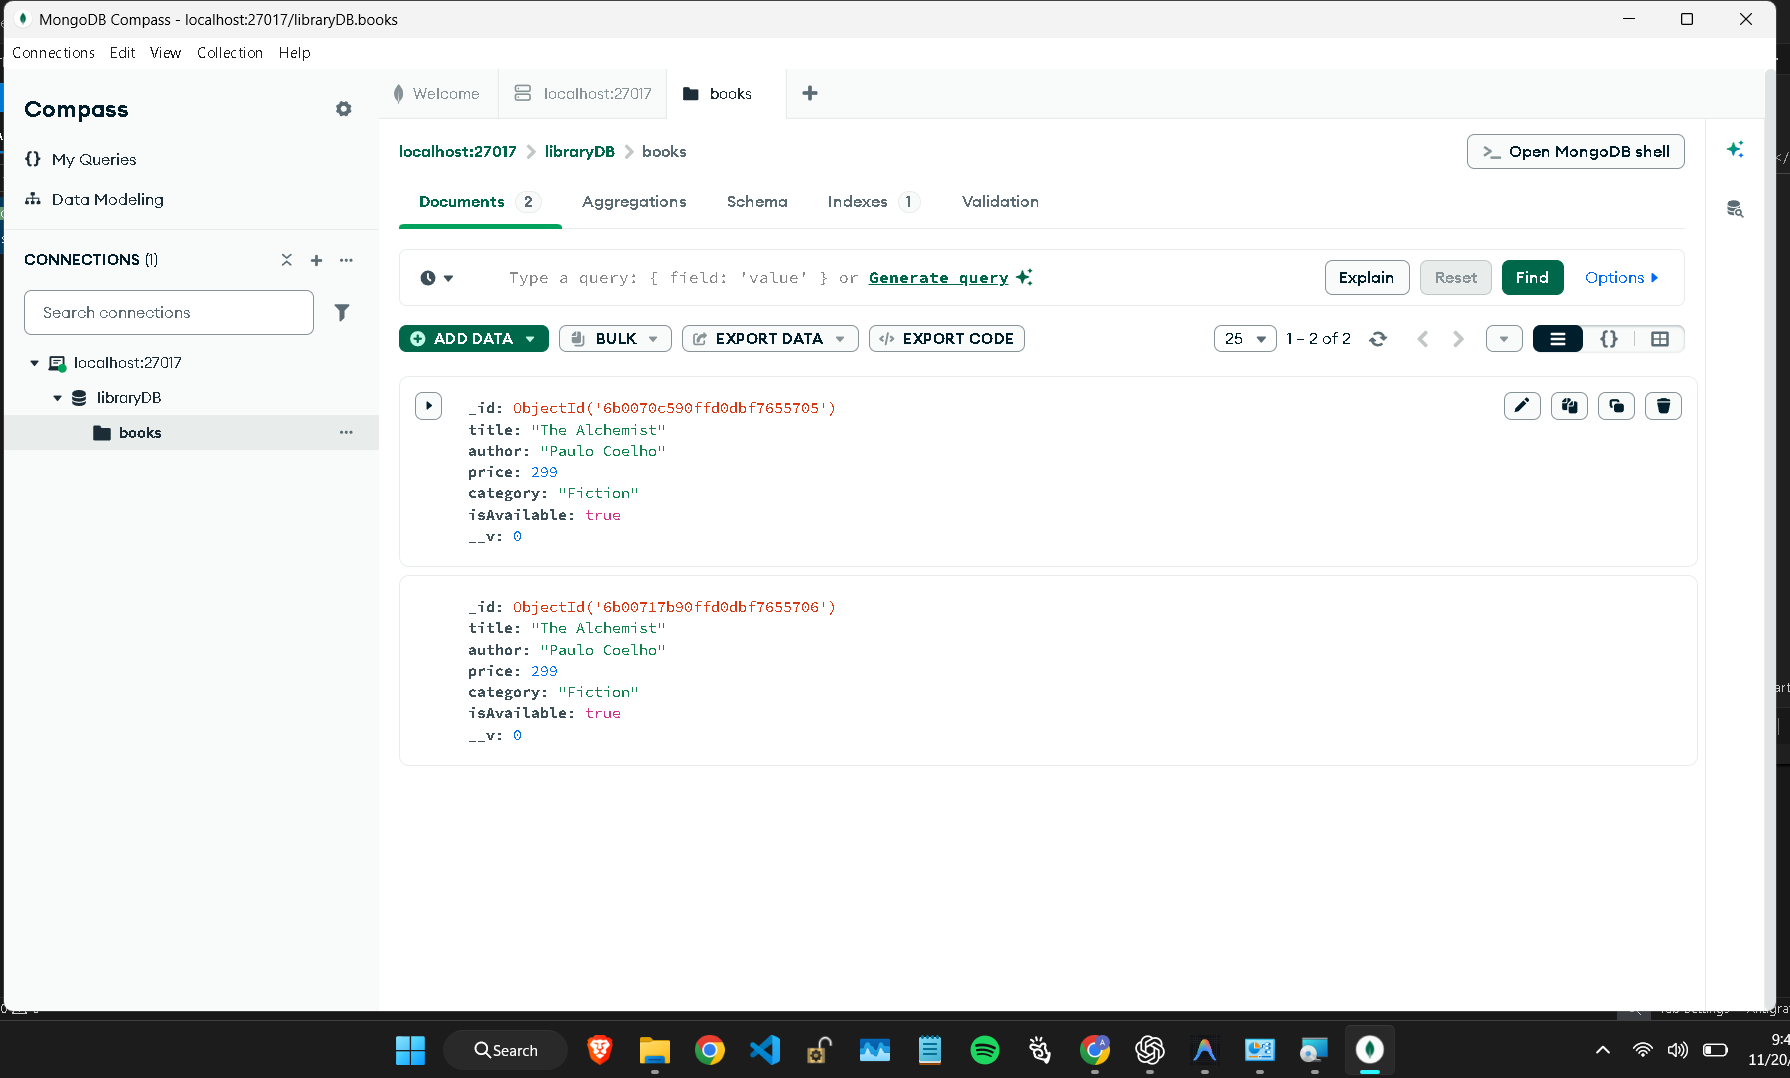 MongoDB Compass - localhost:27017/libraryDB.books
Connections Edit View Collection Help
Compass
My Queries
Data Modeling
CONNECTIONS (1)
Search connections
localhost:27017
libraryDB
books
Welcome
localhost:27017
books
localhost:27017 > libraryDB > books
>_ Open MongoDB shell
Documents 2 Aggregations Schema Indexes 1 Validation
Type a query: { field: 'value' } or Generate query
Explain Reset Find Options
ADD DATA BULK EXPORT DATA </> EXPORT CODE 25 1 – 2 of 2 {}
_id: ObjectId('6b0070c590ffd0dbf7655705')
title: "The Alchemist"
author: "Paulo Coelho"
price: 299
category: "Fiction"
isAvailable: true
__v: 0
_id: ObjectId('6b00717b90ffd0dbf7655706')
title: "The Alchemist"
author: "Paulo Coelho"
price: 299
category: "Fiction"
isAvailable: true
__v: 0
Search
9:4
11/20/